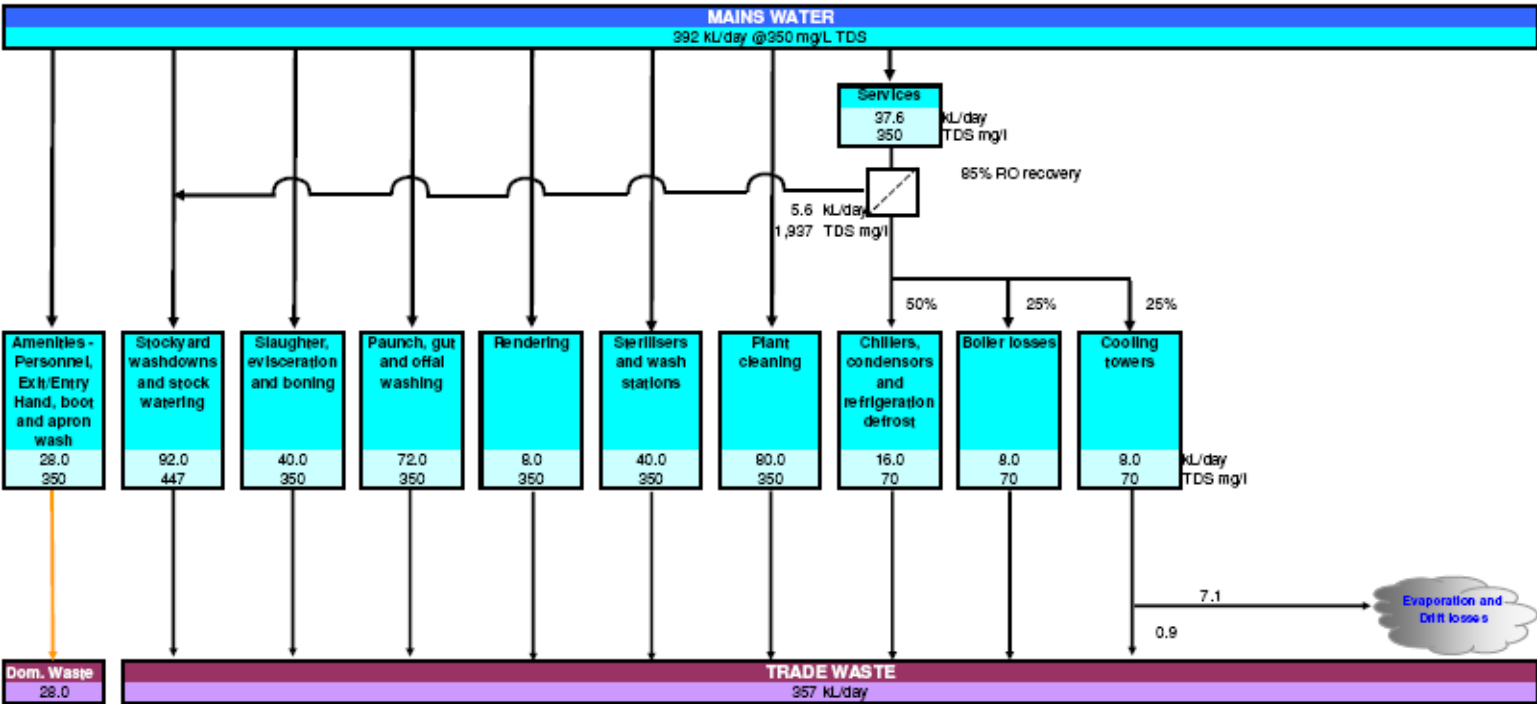 MAINS WATER
392 kL/day @350 mg/L TDS
Services
37.6 kL/day
350 TDS mg/l
85% RO recovery
5.6 kL/day
1,937 TDS mg/l
50%
25%
25%
Amenities -
Personnel,
Exit/Entry
Hand, boot
and apron
wash
28.0
350
Stockyard
washdowns
and stock
watering
92.0
447
Slaughter,
evisceration
and boning
40.0
350
Paunch, gut
and offal
washing
72.0
350
Rendering
8.0
350
Sterilisers
and wash
stations
40.0
350
Plant
cleaning
80.0
350
Chillers,
condensors
and
refrigeration
defrost
16.0
70
Boiler losses
8.0
70
Cooling
towers
8.0 kL/day
70 TDS mg/l
7.1
Evaporation and
Drift losses
0.9
Dom. Waste
28.0
TRADE WASTE
357 kL/day